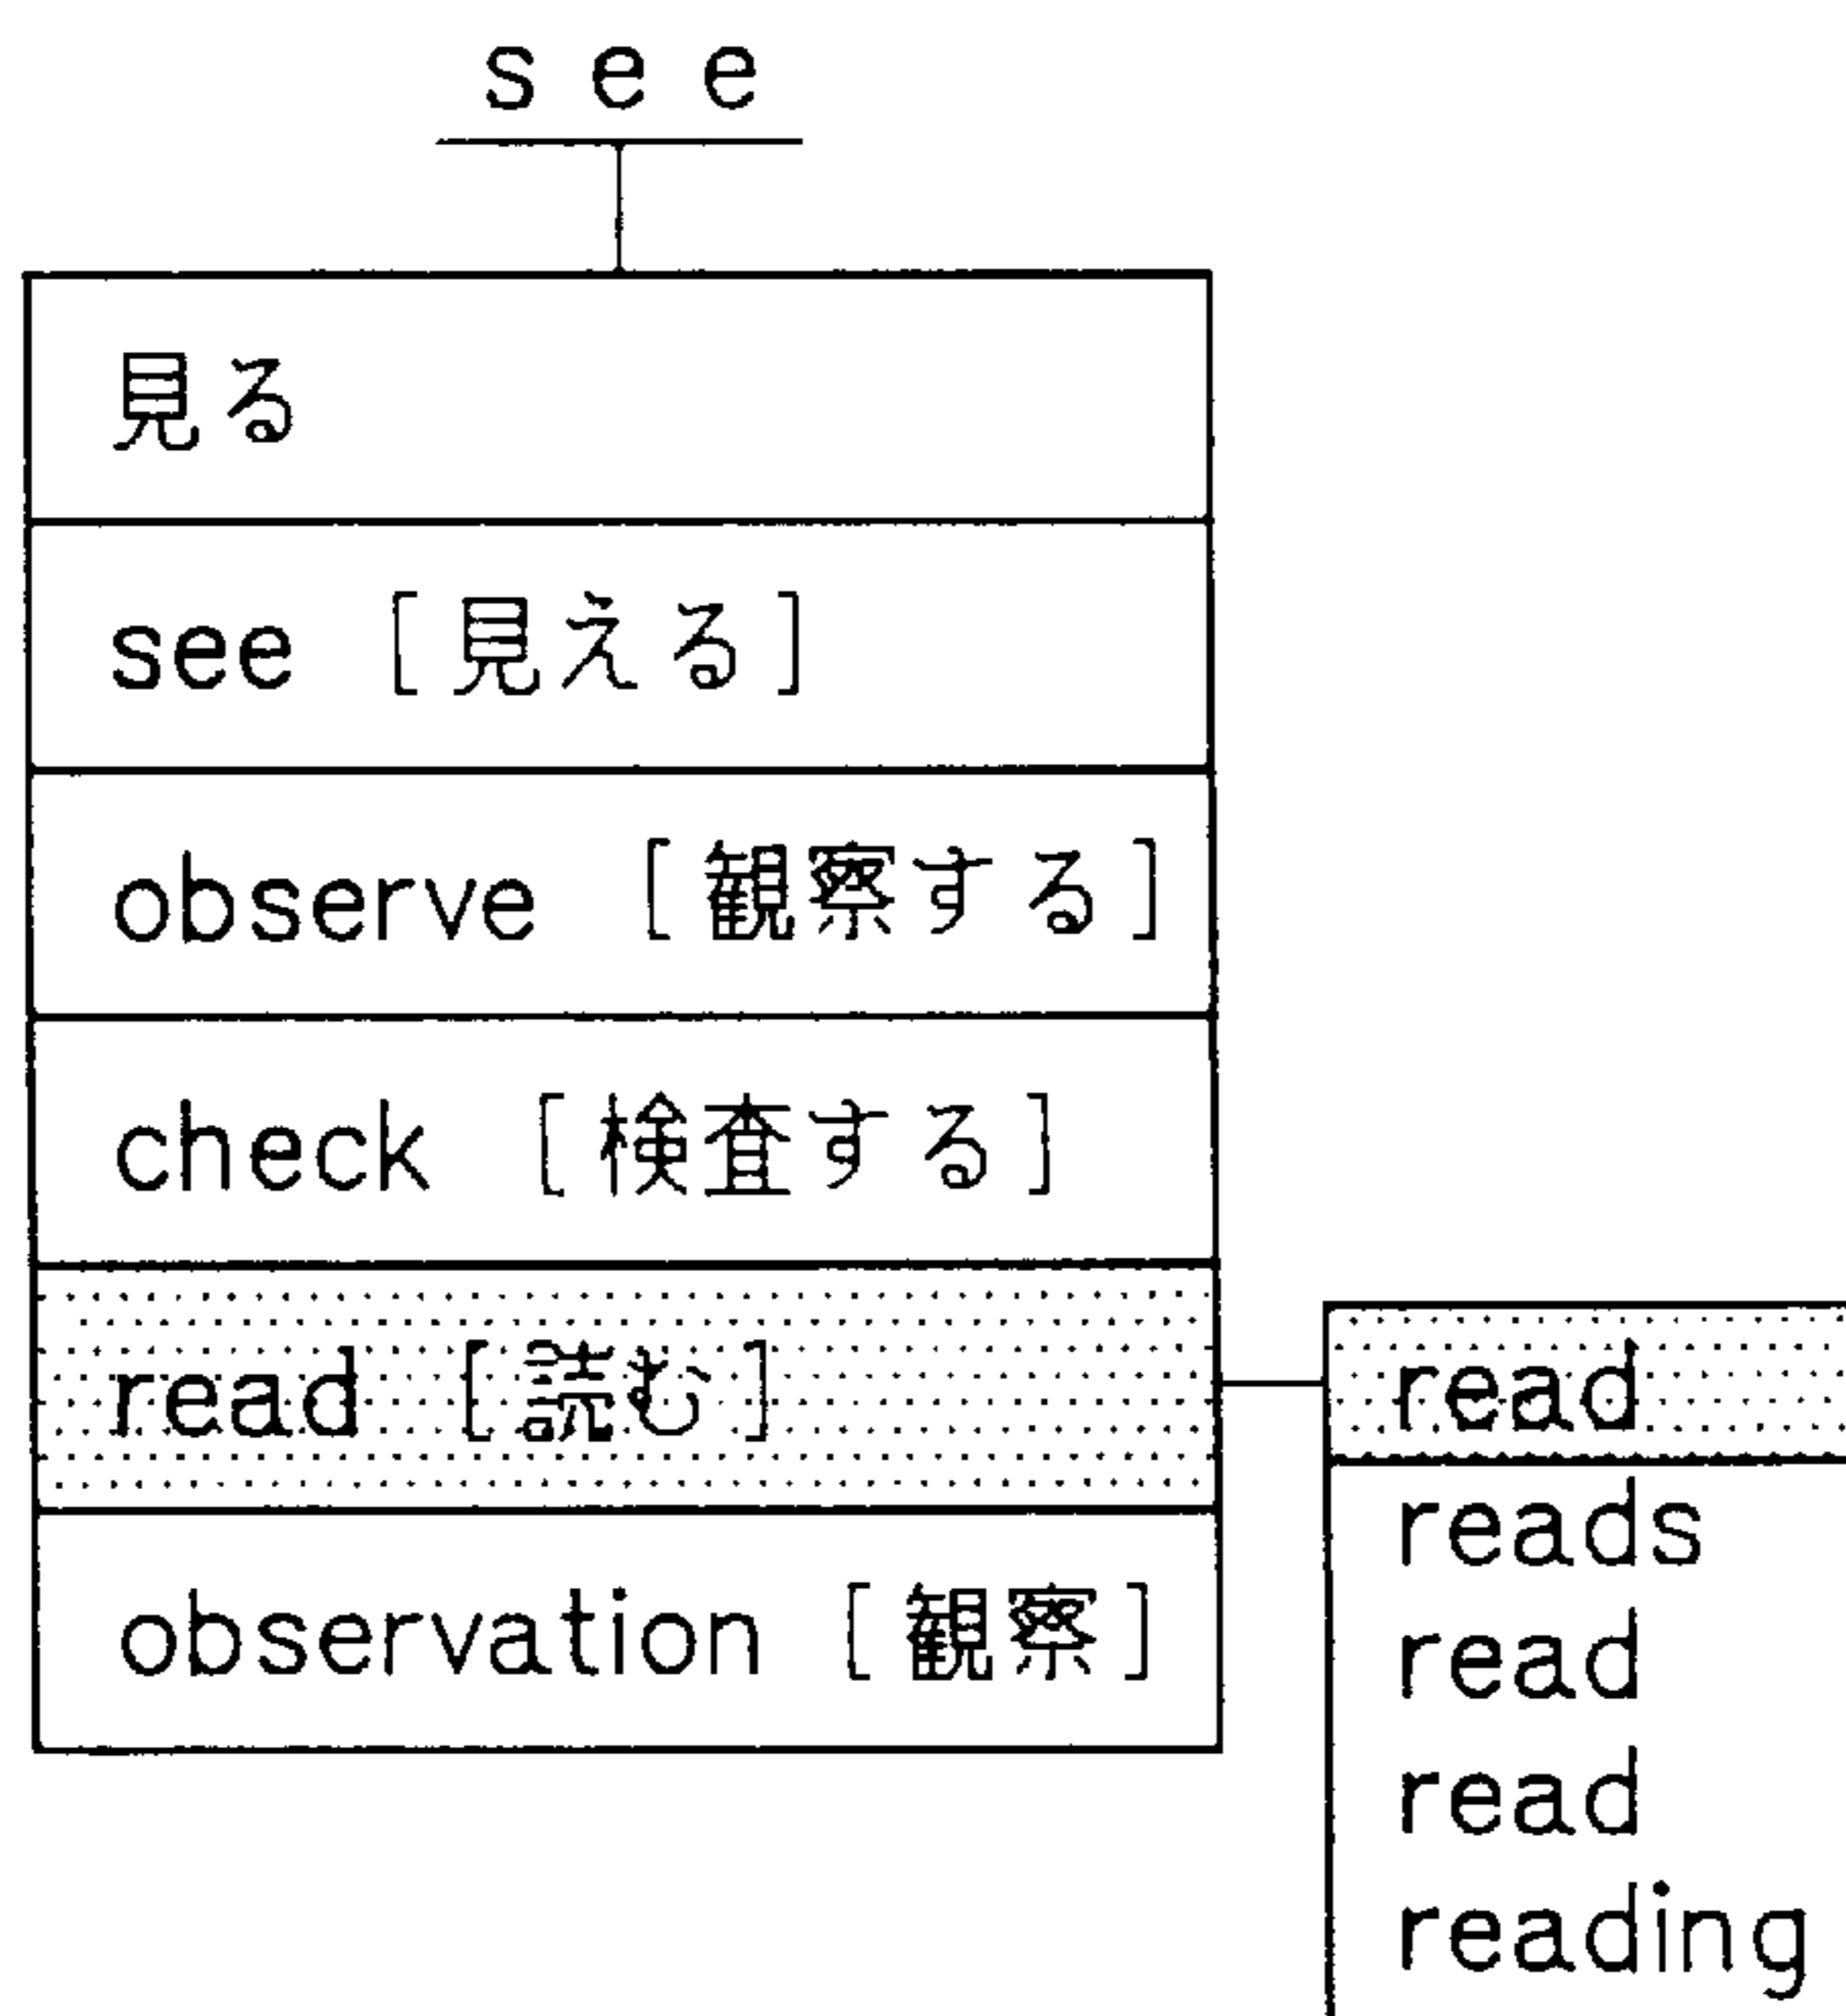 see
見る
see [見える]
observe [観察する]
check [検査する]
read [読む]
observation [観察]
read
reads
read
read
reading